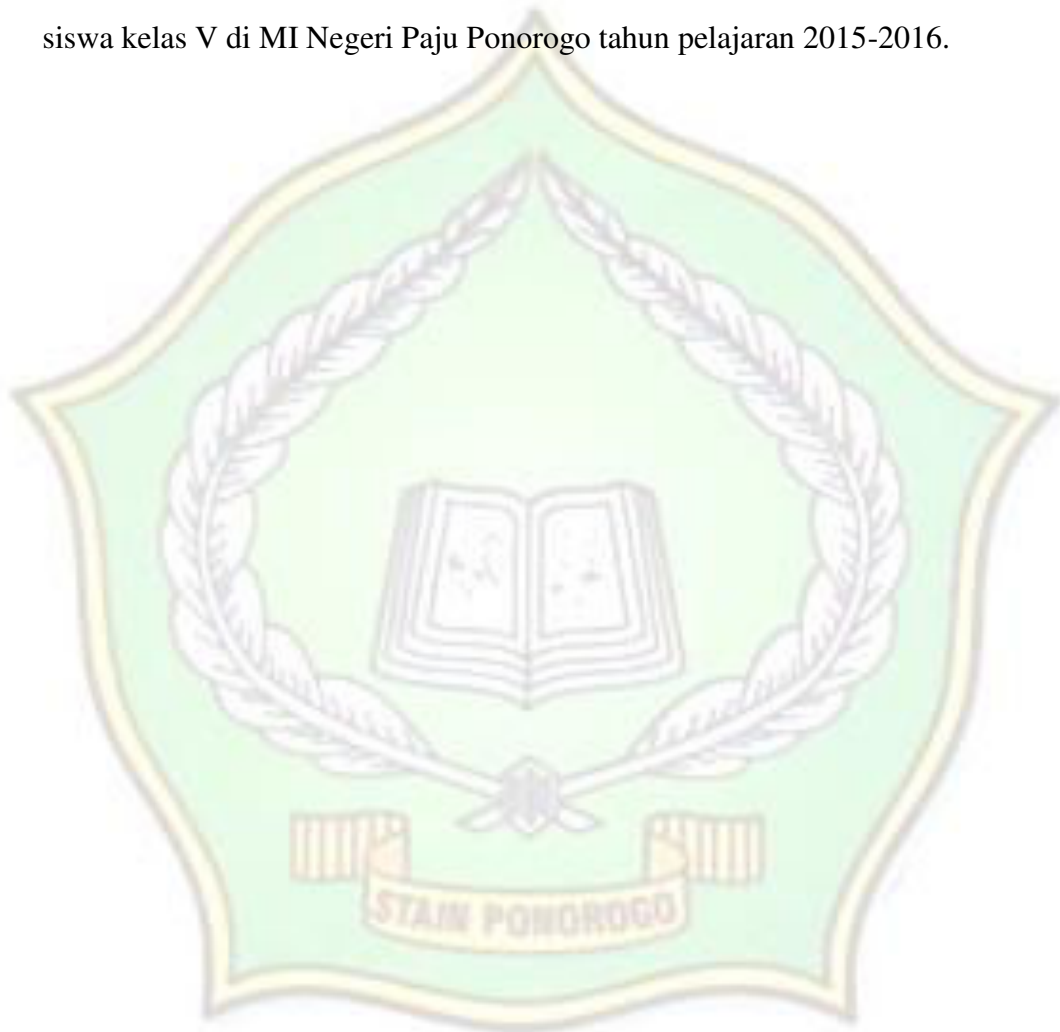 siswa kelas V di MI Negeri Paju Ponorogo tahun pelajaran 2015-2016.
STAIN PONOROGO